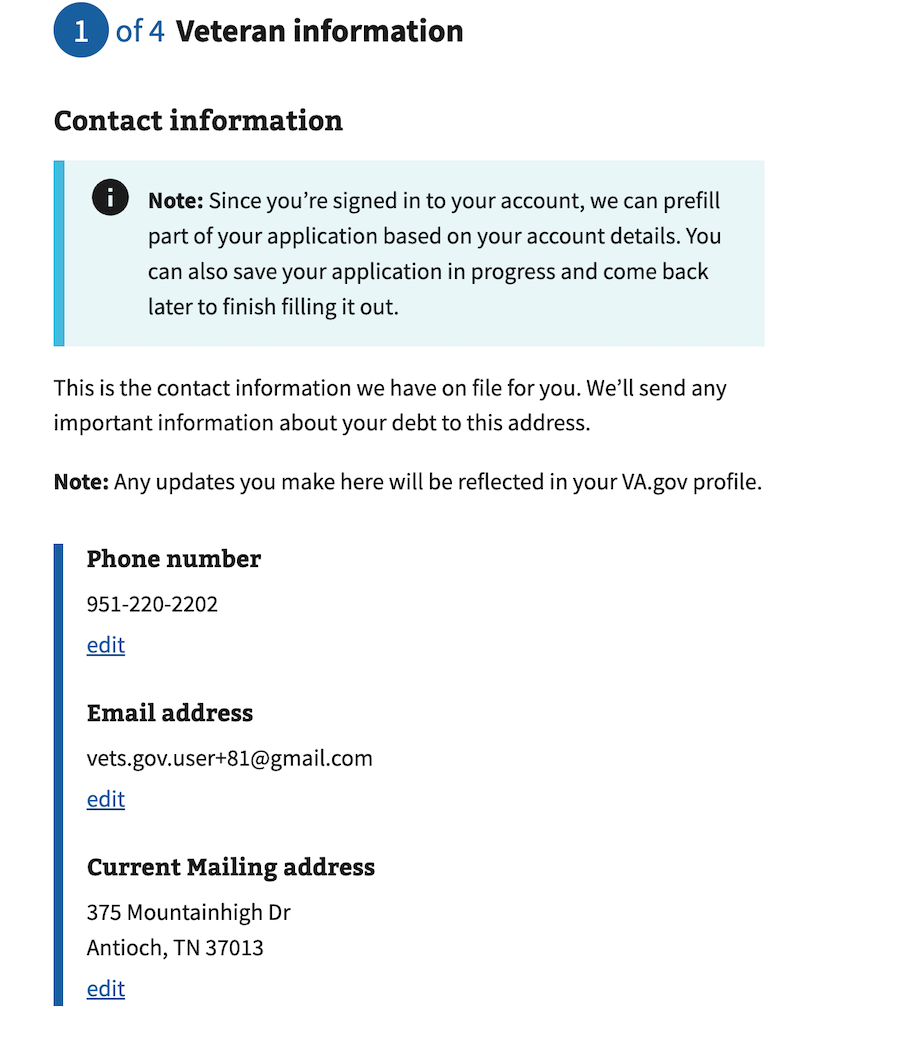 1 of 4 Veteran information
Contact information
Note: Since you’re signed in to your account, we can prefill
part of your application based on your account details. You
can also save your application in progress and come back
later to finish filling it out.
This is the contact information we have on file for you. We’ll send any
important information about your debt to this address.
Note: Any updates you make here will be reflected in your VA.gov profile.
Phone number
951-220-2202
edit
Email address
vets.gov.user+81@gmail.com
edit
Current Mailing address
375 Mountainhigh Dr
Antioch, TN 37013
edit